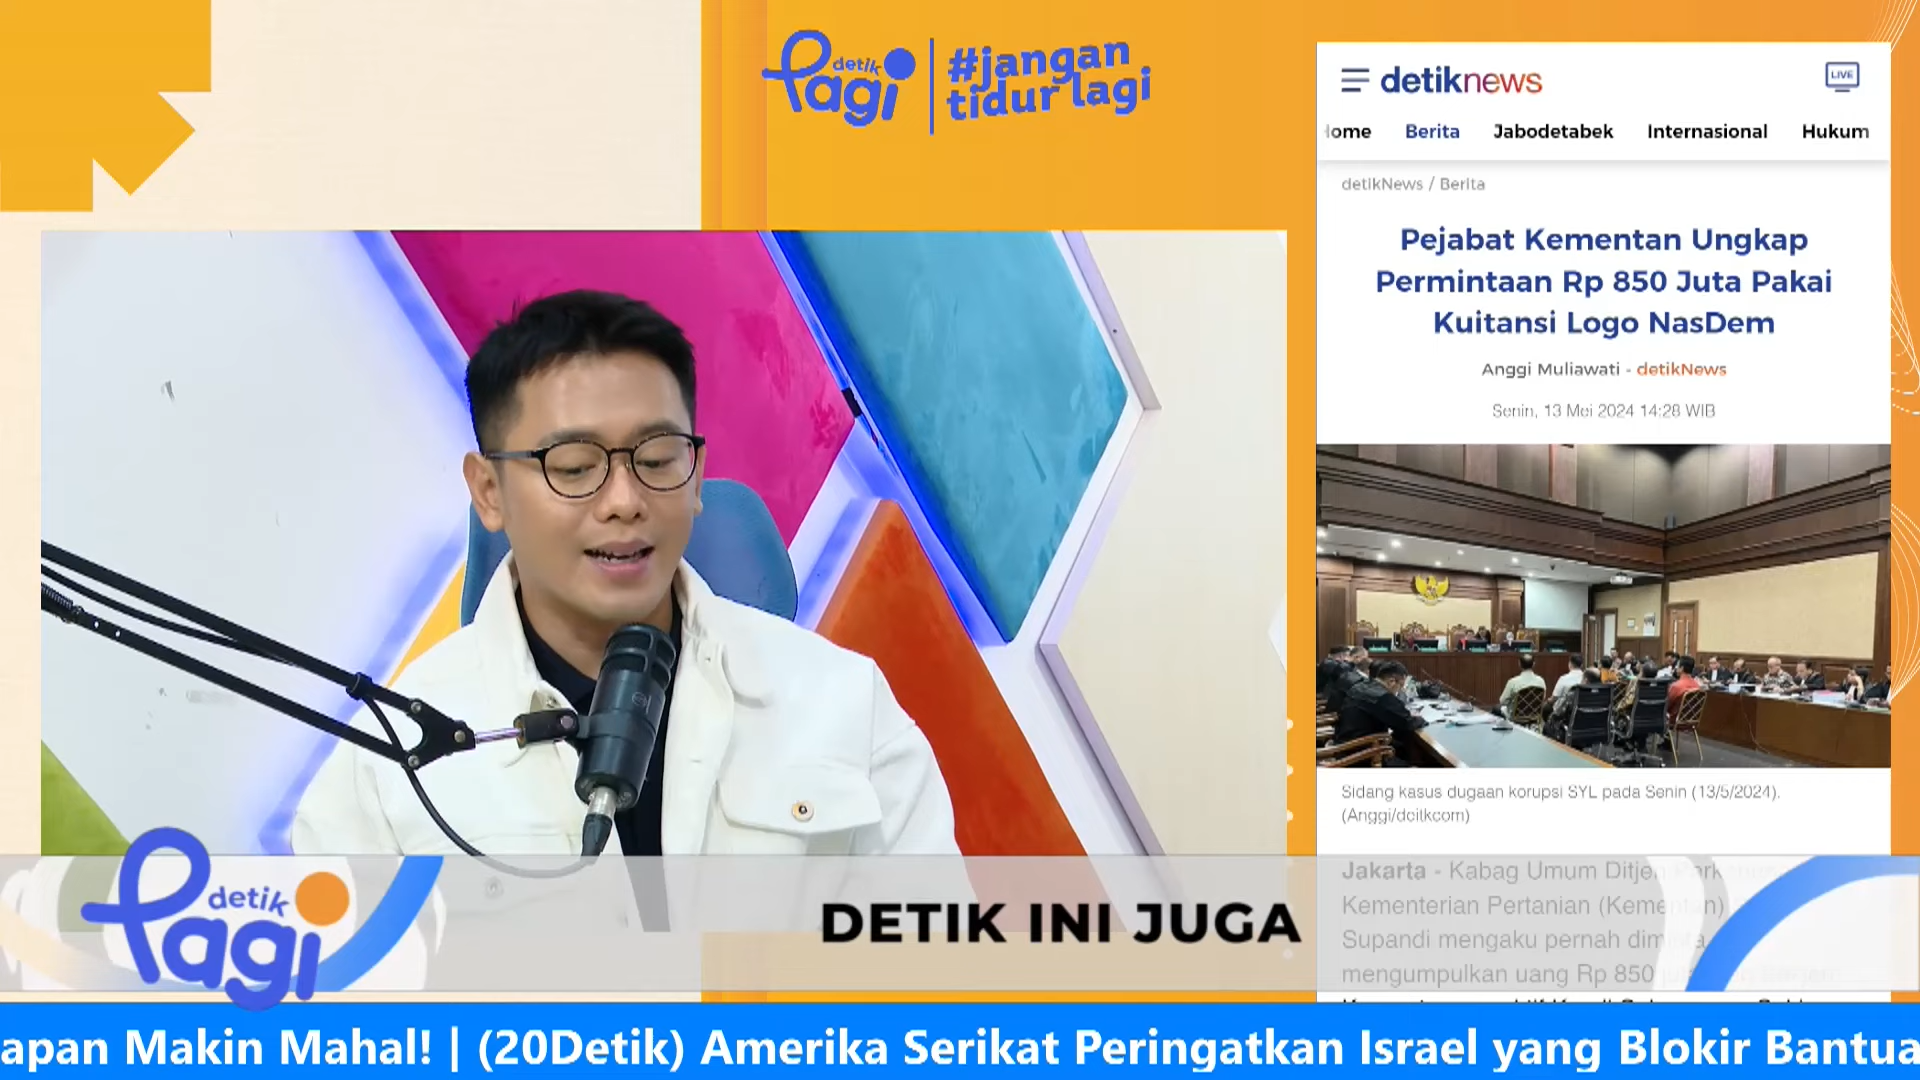 detik
Pagi
#jangan
tidur lagi
detiknews
LIVE
ome
Berita
Jabodetabek
Internasional
Hukum
detikNews / Berita
Pejabat Kementan Ungkap
Permintaan Rp 850 Juta Pakai
Kuitansi Logo NasDem
Anggi Muliawati - detikNews
Senin, 13 Mei 2024 14:28 WIB
Sidang kasus dugaan korupsi SYL pada Senin (13/5/2024).
(Anggi/detikcom)
Jakarta - Kabag Umum Ditjen
Kementerian Pertanian (Kementan)
Supandi mengaku pernah diminta
mengumpulkan uang Rp 850
detik
Pagi
DETIK INI JUGA
apan Makin Mahal! | (20Detik) Amerika Serikat Peringatkan Israel yang Blokir Bantua